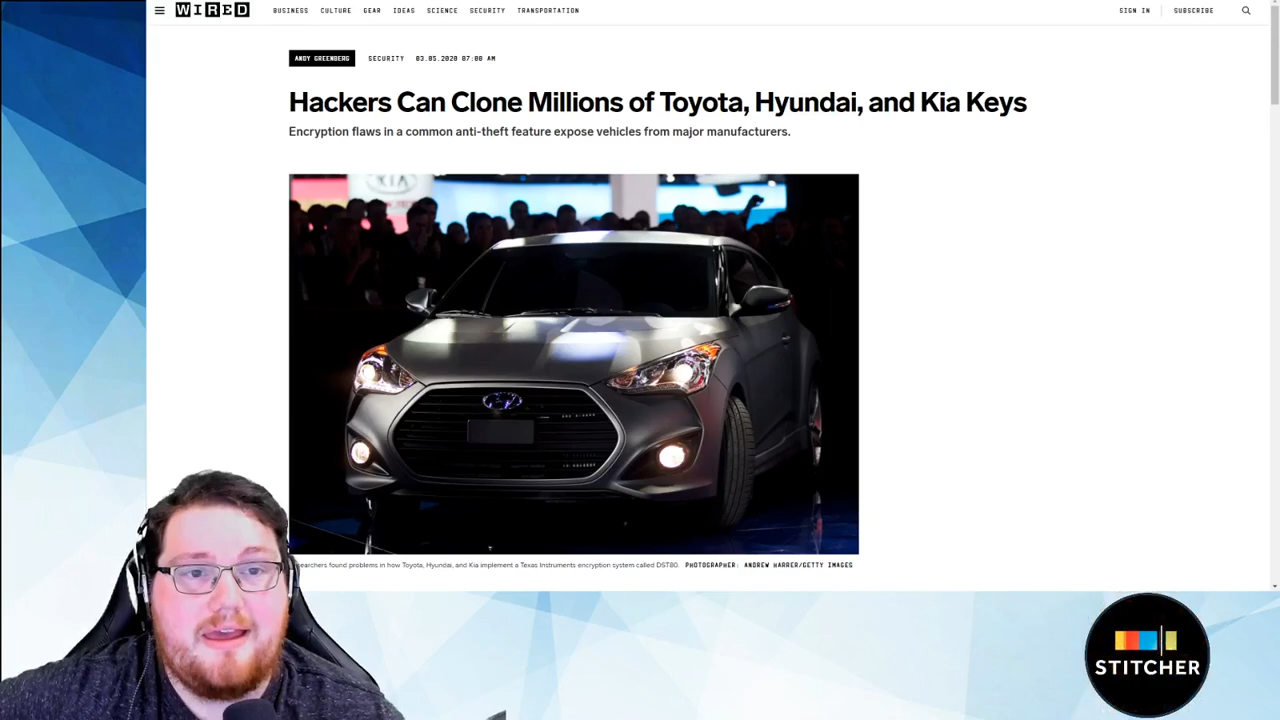 WIRED
BUSINESS CULTURE GEAR IDEAS SCIENCE SECURITY TRANSPORTATION
SIGN IN SUBSCRIBE
ANDY GREENBERG SECURITY 03.05.2020 07:00 AM
Hackers Can Clone Millions of Toyota, Hyundai, and Kia Keys
Encryption flaws in a common anti-theft feature expose vehicles from major manufacturers.
KIA
found problems in how Toyota, Hyundai, and Kia implement a Texas Instruments encryption system called DST80. PHOTOGRAPHER: ANDREW HARRER/GETTY IMAGES
STITCHER